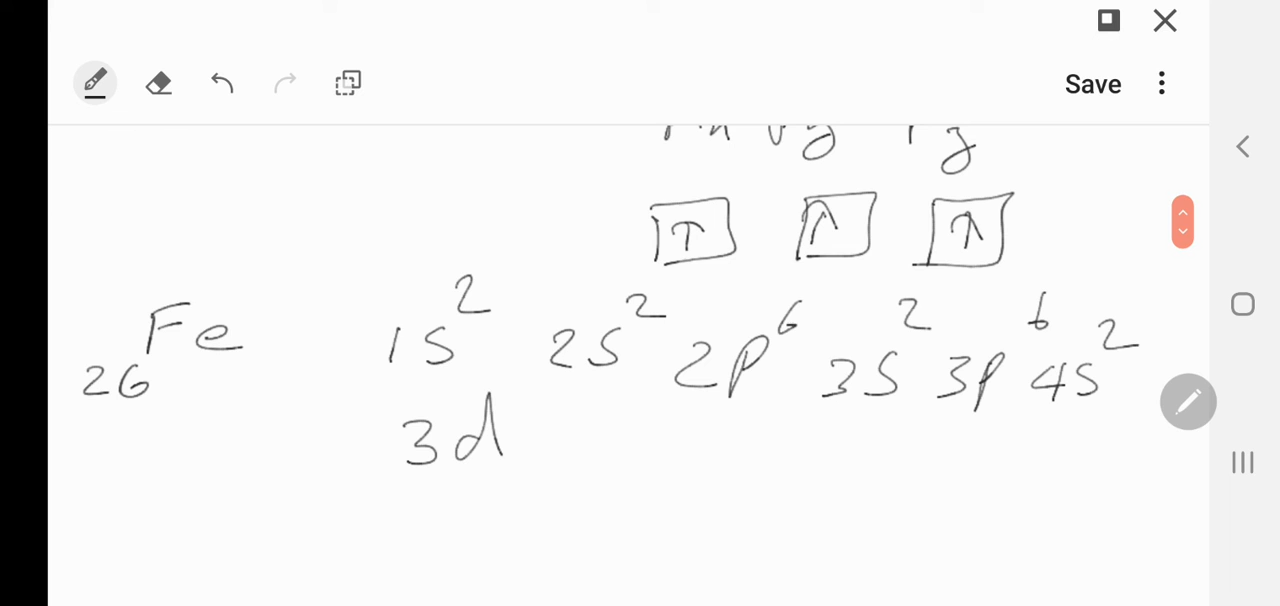 Save
↑ ↑ ↑
₂₆Fe 1s² 2s² 2p⁶ 3s² 3p⁶ 4s²
3d